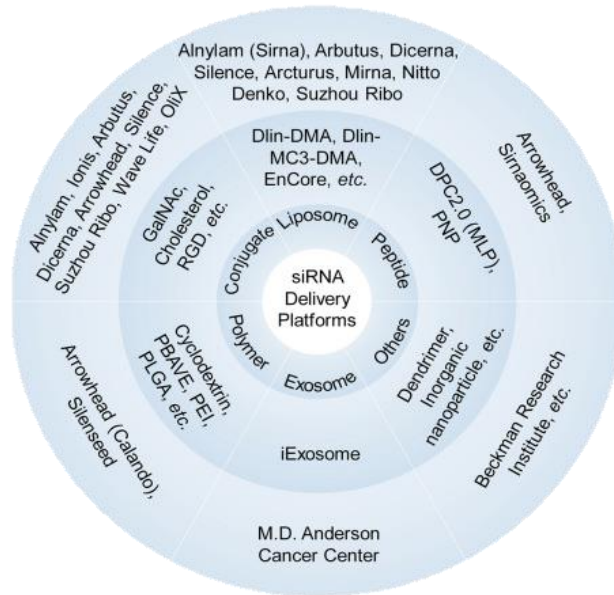 siRNA
Delivery
Platforms
Liposome
Dlin-DMA, Dlin-
MC3-DMA,
EnCore, etc.
Alnylam (Sirna), Arbutus, Dicerna,
Silence, Arcturus, Mirna, Nitto
Denko, Suzhou Ribo
Peptide
DPC2.0 (MLP),
PNP
Arrowhead,
Sirnaomics
Others
Dendrimer,
Inorganic
nanoparticle, etc.
Beckman Research
Institute, etc.
Exosome
iExosome
M.D. Anderson
Cancer Center
Polymer
Cyclodextrin,
PBAVE, PEI,
PLGA, etc.
Arrowhead (Calando),
Silenseed
Conjugate
GalNAc,
Cholesterol,
RGD, etc.
Alnylam, Ionis, Arbutus,
Dicerna, Arrowhead, Silence,
Suzhou Ribo, Wave Life, OliX